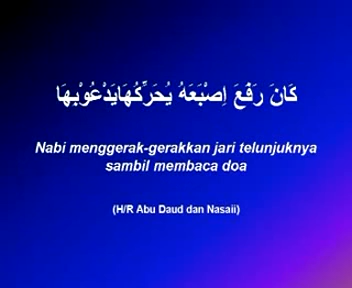 كَانَ رَفْعَ اِصْبَعَهُ يُحَرِّكُهَايَدْعُوْبِهَا
Nabi menggerak-gerakkan jari telunjuknya
sambil membaca doa
(H/R Abu Daud dan Nasaii)